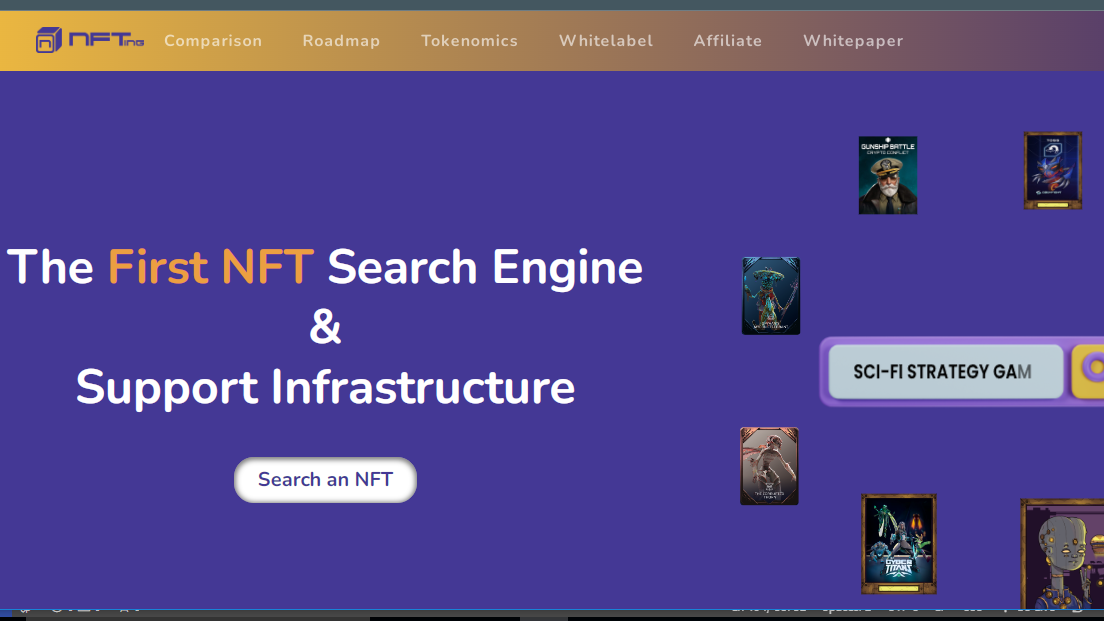 NFTing
Comparison
Roadmap
Tokenomics
Whitelabel
Affiliate
Whitepaper
GUNSHIP BATTLE
CRYPTO CONFLICT
The First NFT Search Engine
&
Support Infrastructure
SCI-FI STRATEGY GAM
Search an NFT
CYBER
TITANS